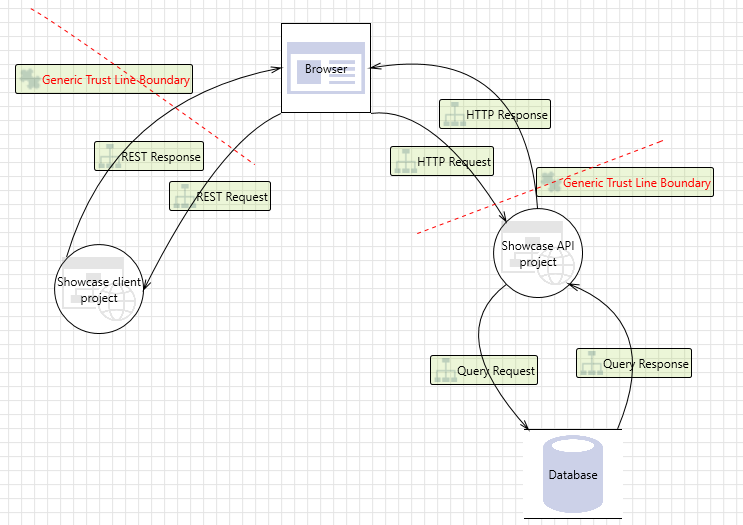 Browser
Generic Trust Line Boundary
HTTP Response
REST Response
HTTP Request
Generic Trust Line Boundary
REST Request
Showcase API
project
Showcase client
project
Query Request
Query Response
Database